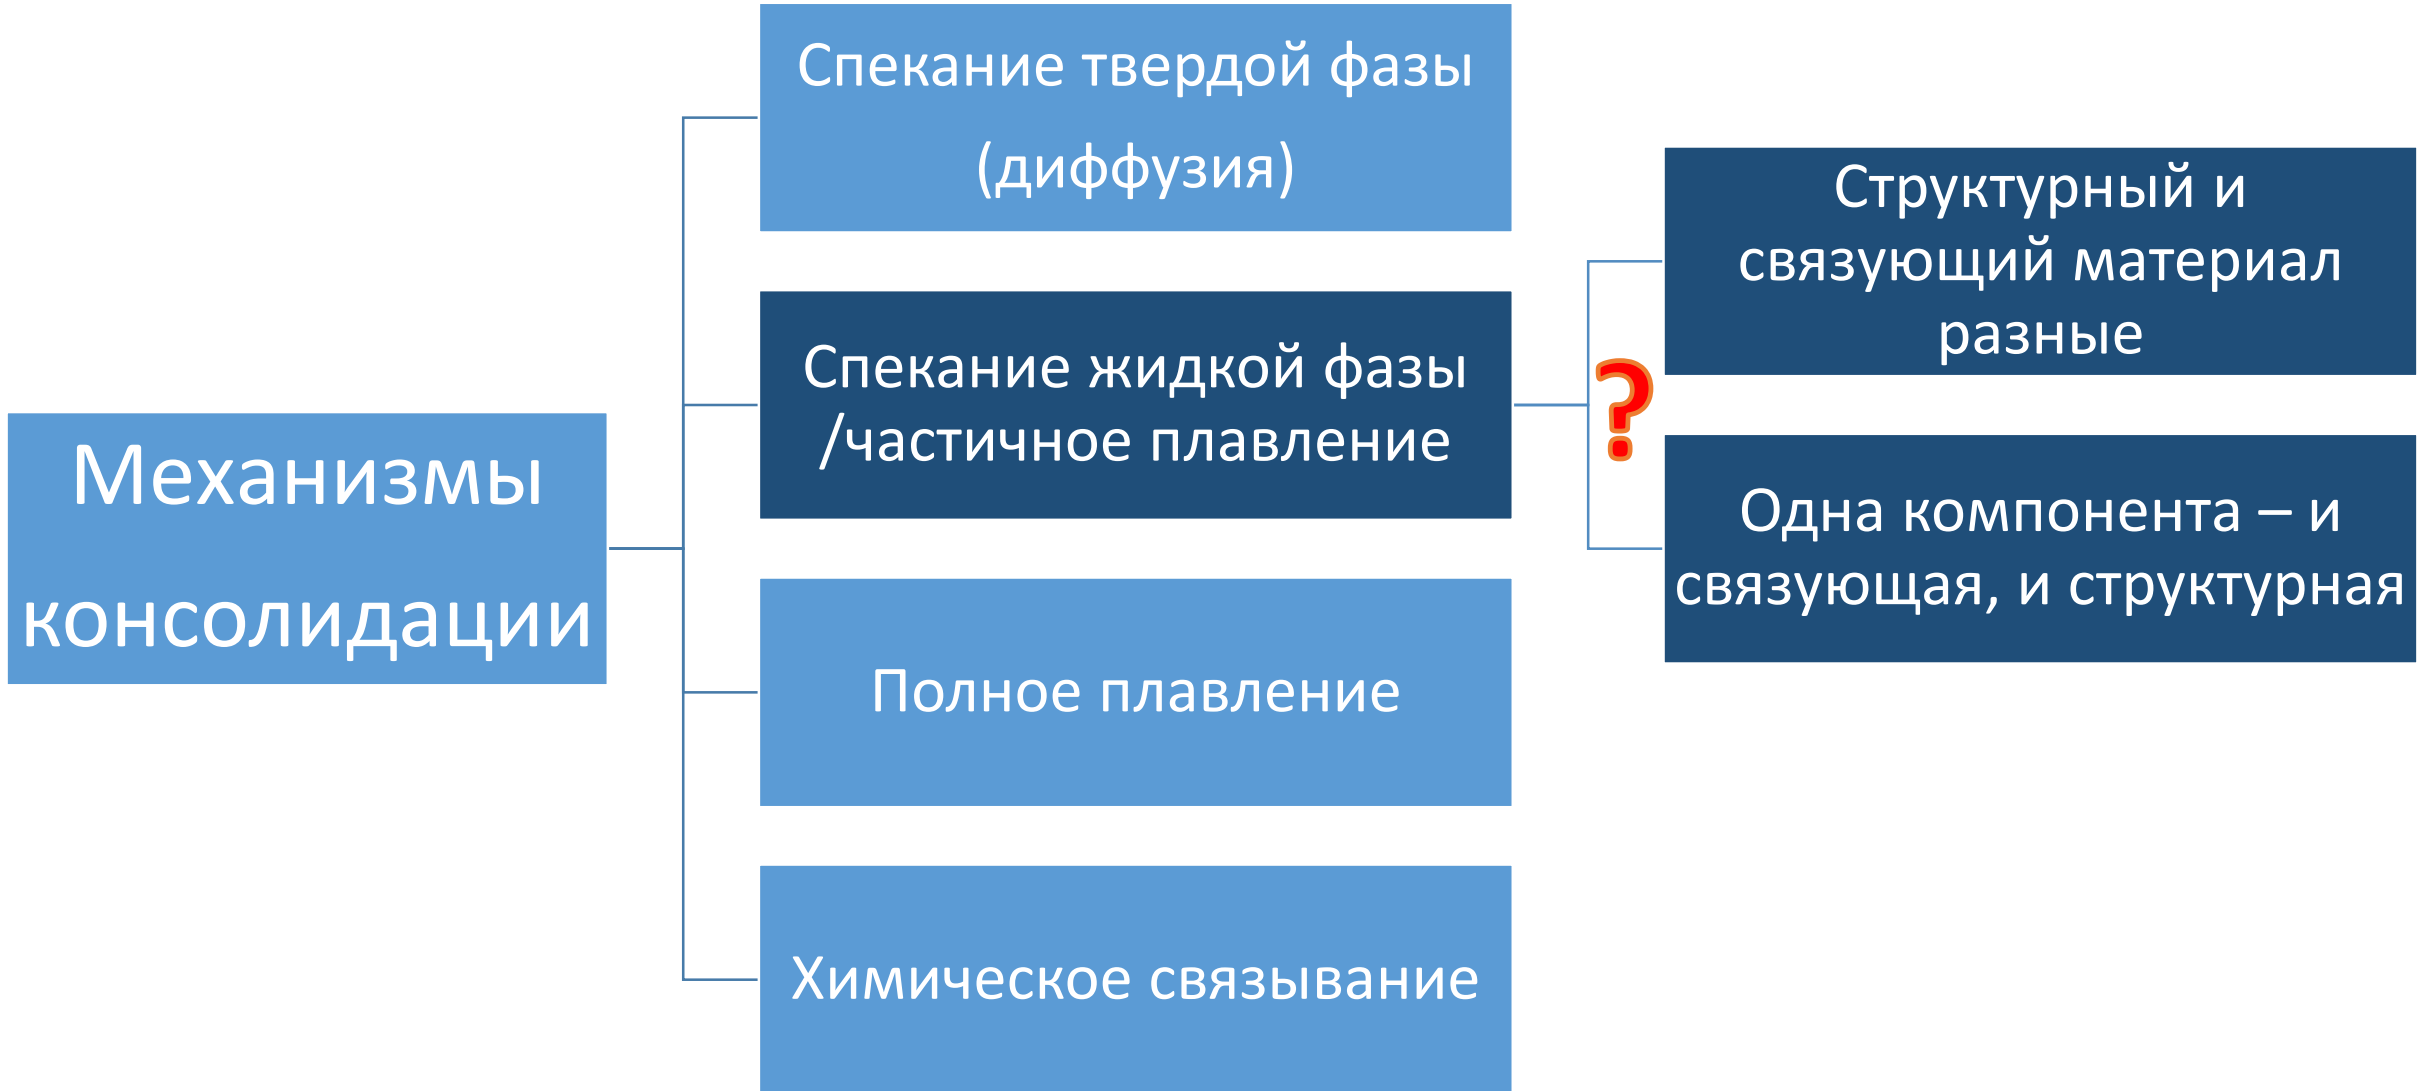 Механизмы
консолидации
Спекание твердой фазы
(диффузия)
Спекание жидкой фазы
/частичное плавление
?
Структурный и
связующий материал
разные
Одна компонента – и
связующая, и структурная
Полное плавление
Химическое связывание